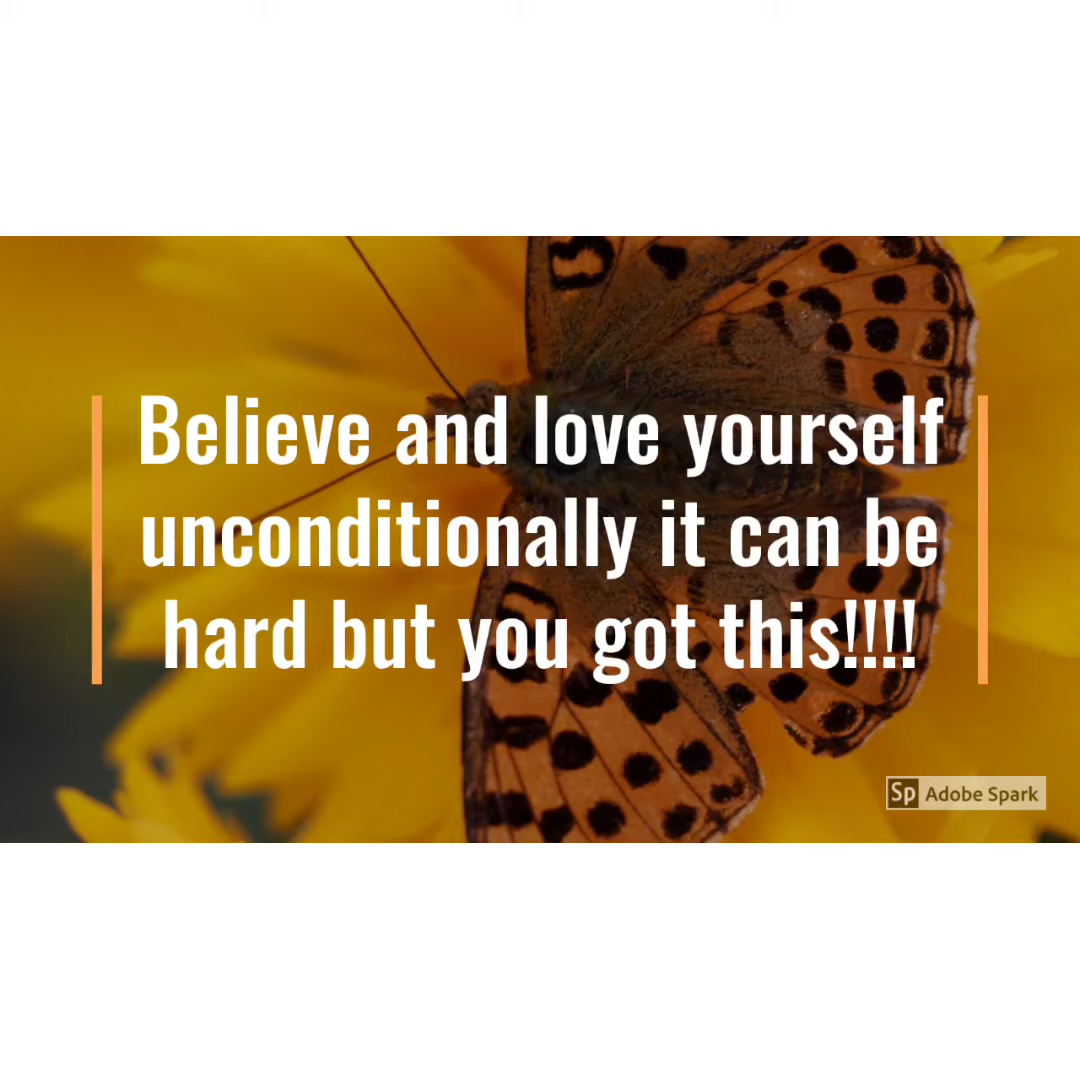 Believe and love yourself
unconditionally it can be
hard but you got this!!!!
Sp Adobe Spark